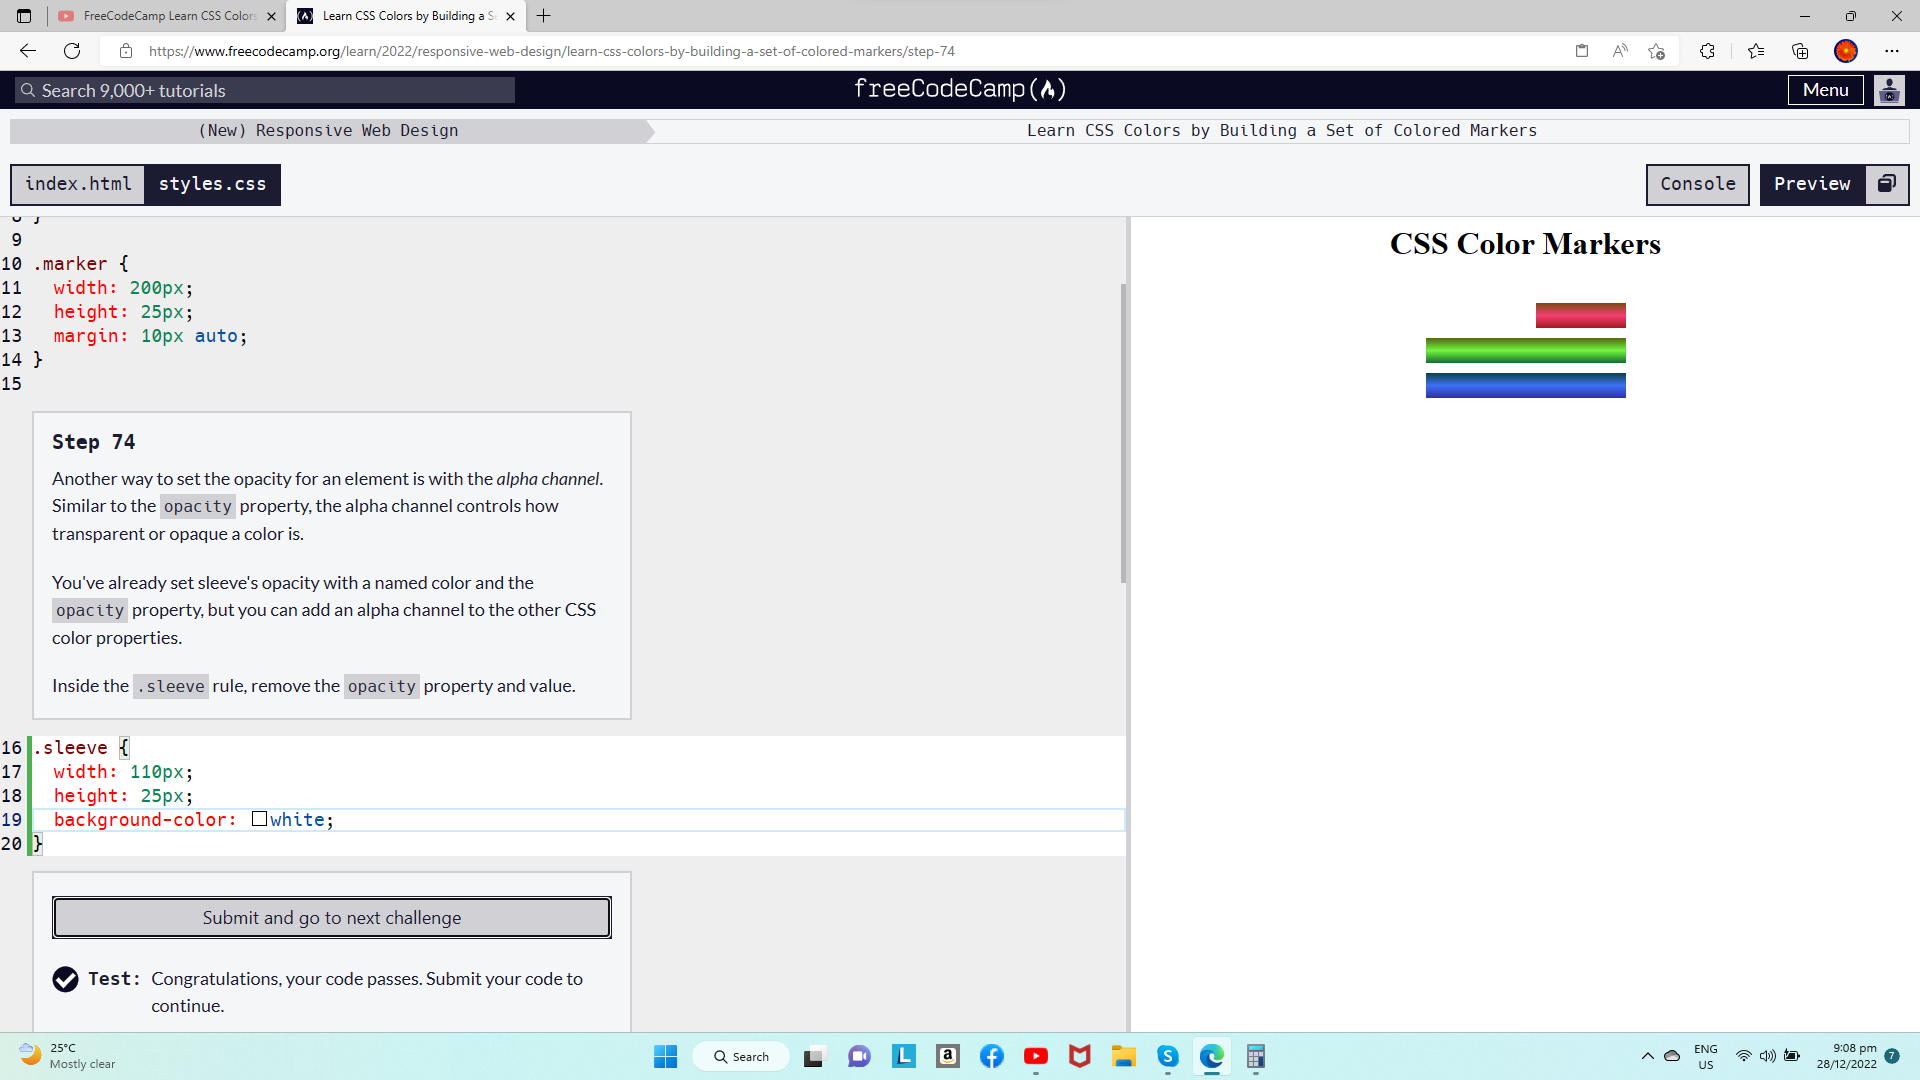 FreeCodeCamp Learn CSS Colors
Learn CSS Colors by Building a Se
https://www.freecodecamp.org/learn/2022/responsive-web-design/learn-css-colors-by-building-a-set-of-colored-markers/step-74
Search 9,000+ tutorials
freeCodeCamp
Menu
(New) Responsive Web Design
Learn CSS Colors by Building a Set of Colored Markers
index.html
styles.css
Console
Preview
8 }
9
10 .marker {
11 width: 200px;
12 height: 25px;
13 margin: 10px auto;
14 }
15
Step 74
Another way to set the opacity for an element is with the alpha channel.
Similar to the opacity property, the alpha channel controls how
transparent or opaque a color is.
You've already set sleeve's opacity with a named color and the
opacity property, but you can add an alpha channel to the other CSS
color properties.
Inside the .sleeve rule, remove the opacity property and value.
16 .sleeve {
17 width: 110px;
18 height: 25px;
19 background-color: white;
20 }
Submit and go to next challenge
Test: Congratulations, your code passes. Submit your code to
continue.
CSS Color Markers
25°C
Mostly clear
Search
ENG
US
9:08 pm
28/12/2022
7